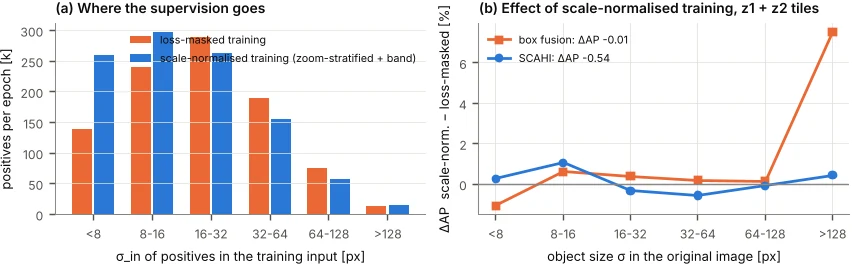 (a) Where the supervision goes
positives per epoch [k]
300
250
200
150
100
50
0
loss-masked training
scale-normalised training (zoom-stratified + band)
<8
8-16
16-32
32-64
64-128
>128
σ_in of positives in the training input [px]
(b) Effect of scale-normalised training, z1 + z2 tiles
ΔAP scale-norm. − loss-masked [%]
6
4
2
0
box fusion: ΔAP -0.01
SCAHI: ΔAP -0.54
<8
8-16
16-32
32-64
64-128
>128
object size σ in the original image [px]